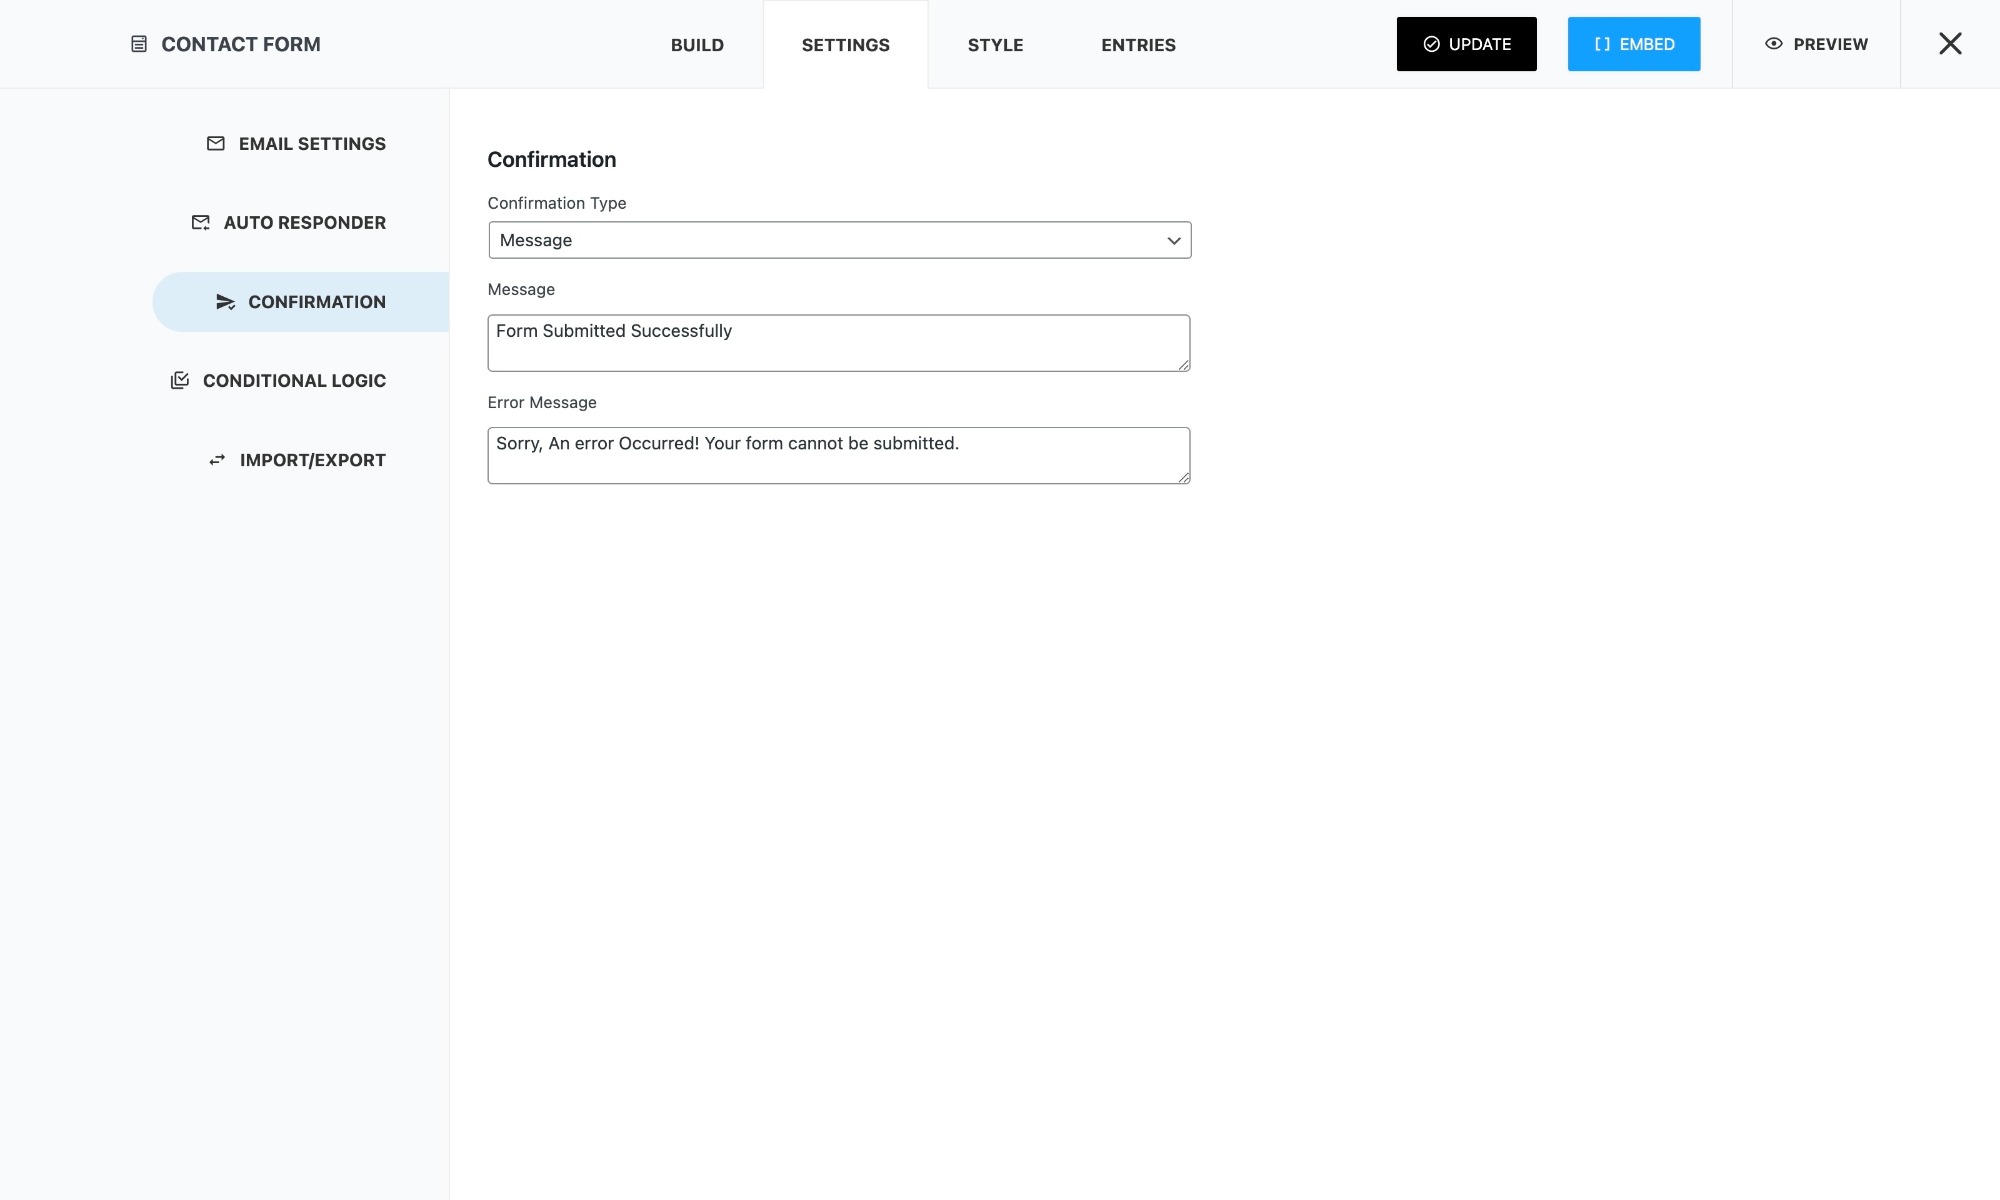 CONTACT FORM
BUILD
SETTINGS
STYLE
ENTRIES
UPDATE
[ ] EMBED
PREVIEW
EMAIL SETTINGS
AUTO RESPONDER
CONFIRMATION
CONDITIONAL LOGIC
IMPORT/EXPORT
Confirmation
Confirmation Type
Message
Message
Form Submitted Successfully
Error Message
Sorry, An error Occurred! Your form cannot be submitted.